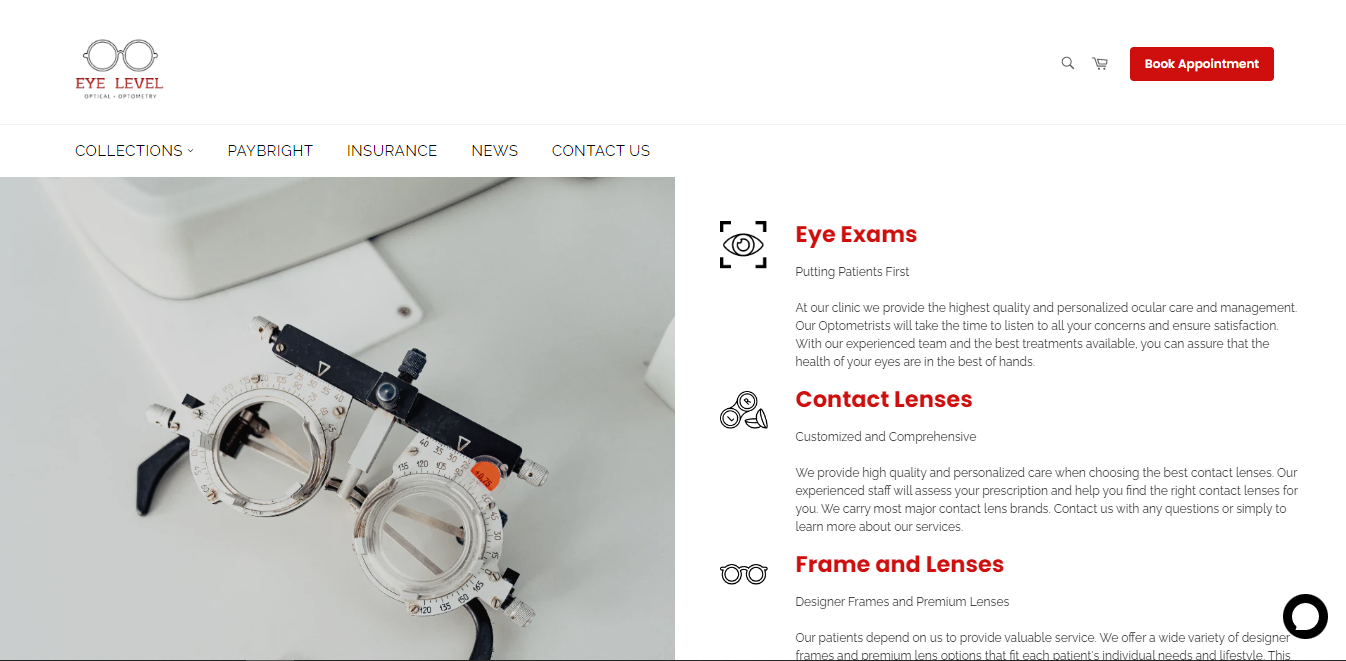 EYE LEVEL
OPTICAL • OPTOMETRY
Book Appointment
COLLECTIONS
PAYBRIGHT
INSURANCE
NEWS
CONTACT US
Eye Exams
Putting Patients First
At our clinic we provide the highest quality and personalized ocular care and management.
Our Optometrists will take the time to listen to all your concerns and ensure satisfaction.
With our experienced team and the best treatments available, you can assure that the
health of your eyes are in the best of hands.
R
L
Contact Lenses
Customized and Comprehensive
We provide high quality and personalized care when choosing the best contact lenses. Our
experienced staff will assess your prescription and help you find the right contact lenses for
you. We carry most major contact lens brands. Contact us with any questions or simply to
learn more about our services.
Frame and Lenses
Designer Frames and Premium Lenses
Our patients depend on us to provide valuable service. We offer a wide variety of designer
frames and premium lens options that fit each patient's individual needs and lifestyle. This
135 120 105
120 135 150 165